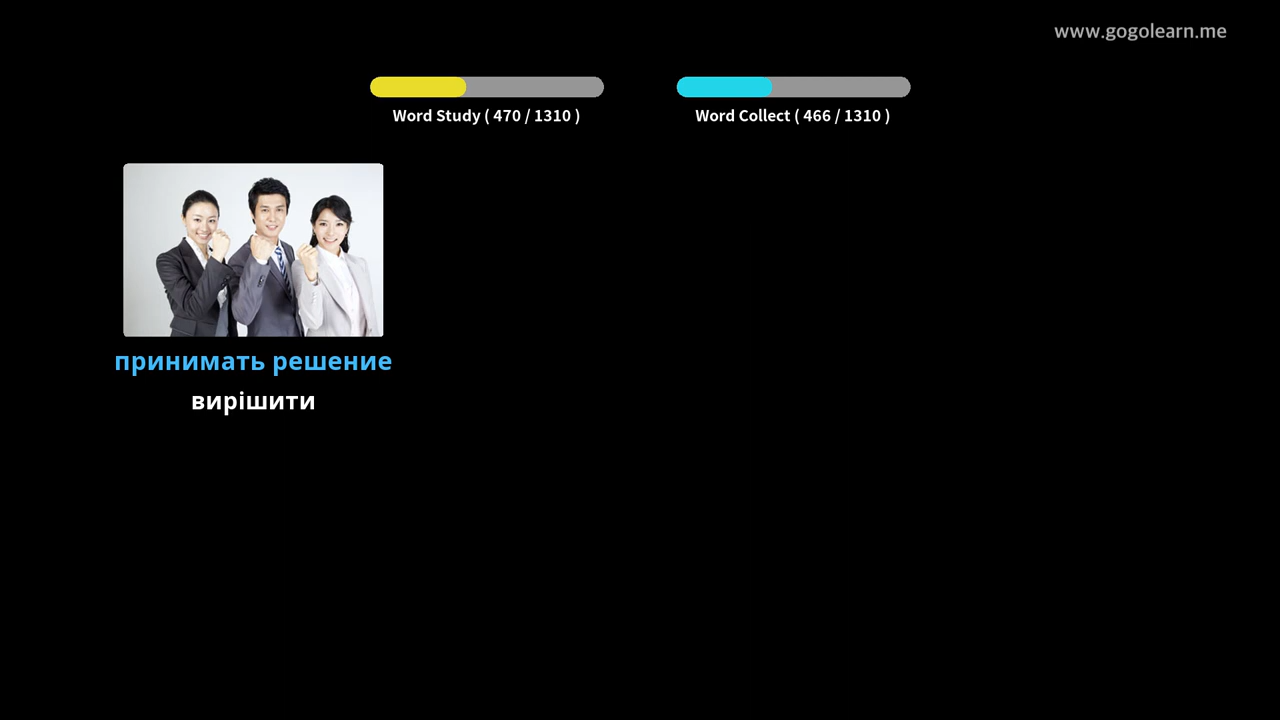 www.gogolearn.me
Word Study ( 470 / 1310 )
Word Collect ( 466 / 1310 )
принимать решение
вирішити